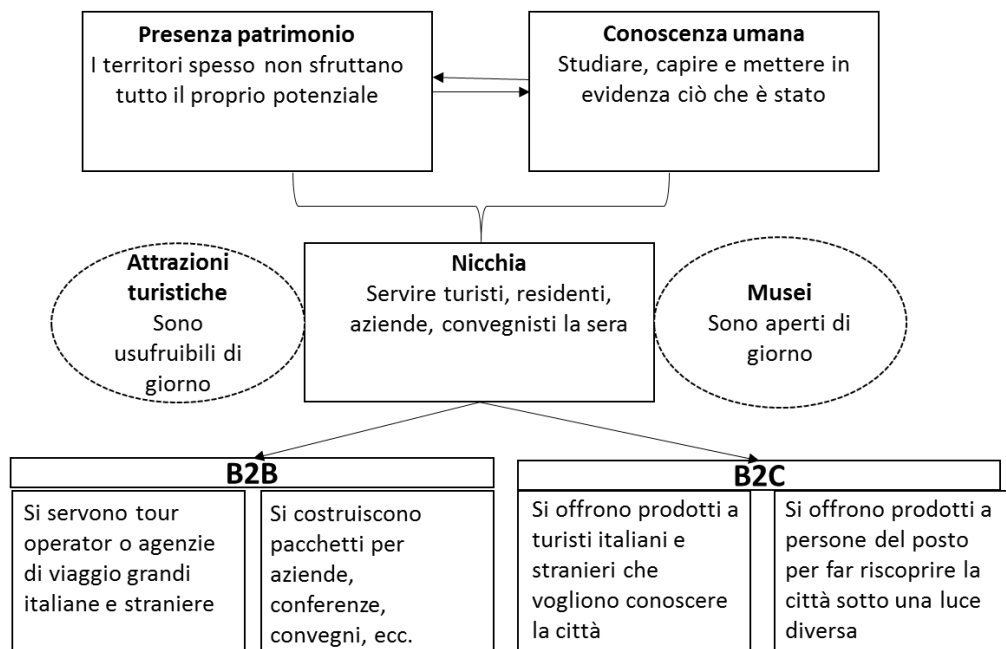 Presenza patrimonio
I territori spesso non sfruttano
tutto il proprio potenziale
Conoscenza umana
Studiare, capire e mettere in
evidenza ciò che è stato
Attrazioni
turistiche
Sono
usufruibili di
giorno
Nicchia
Servire turisti, residenti,
aziende, convegnisti la sera
Musei
Sono aperti di
giorno
B2B
Si servono tour
operator o agenzie
di viaggio grandi
italiane e straniere
Si costruiscono
pacchetti per
aziende,
conferenze,
convegni, ecc.
B2C
Si offrono prodotti a
turisti italiani e
stranieri che
vogliono conoscere
la città
Si offrono prodotti a
persone del posto
per far riscoprire la
città sotto una luce
diversa